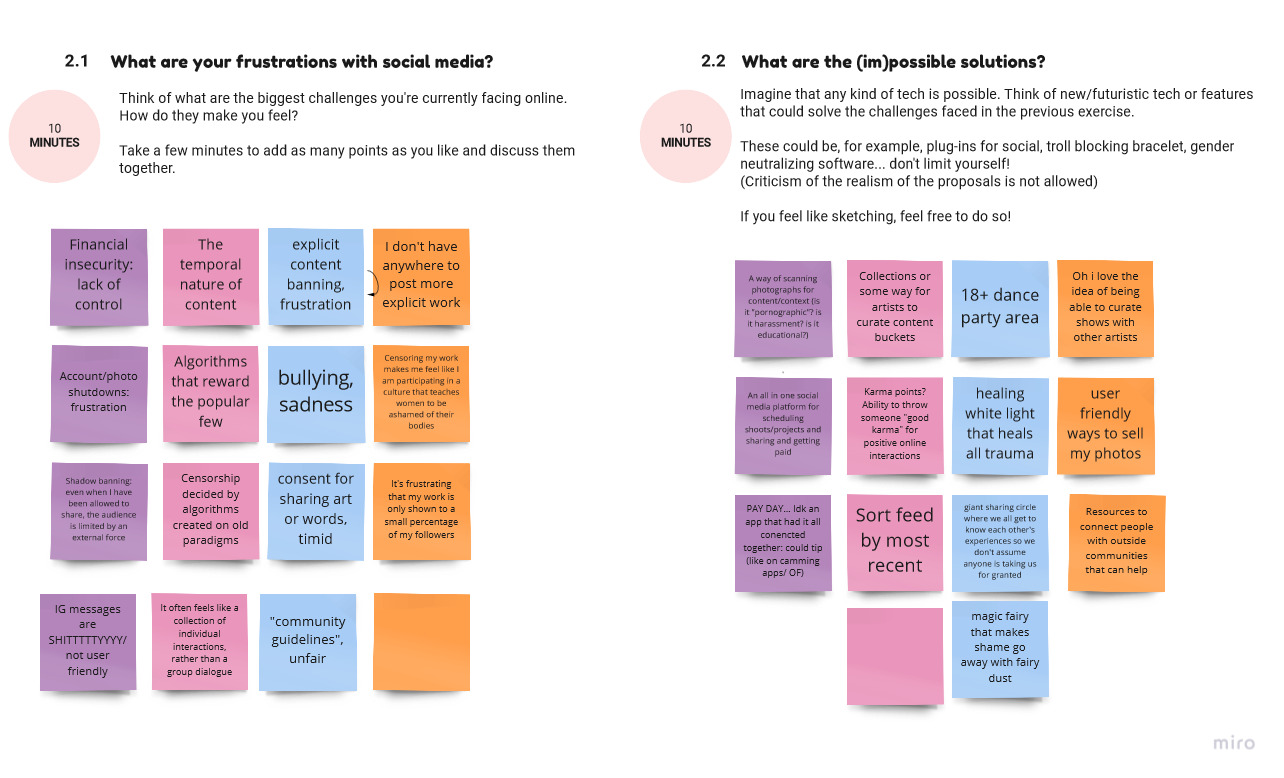 2.1 What are your frustrations with social media?
Think of what are the biggest challenges you're currently facing online.
How do they make you feel?
10
MINUTES
Take a few minutes to add as many points as you like and discuss them
together.
Financial
insecurity:
lack of
control
The
temporal
nature of
content
explicit
content
banning,
frustration
I don't have
anywhere to
post more
explicit work
Account/photo
shutdowns:
frustration
Algorithms
that reward
the popular
few
bullying,
sadness
Censoring my work
makes me feel like I
am participating in a
culture that teaches
women to be
ashamed of their
bodies
Shadow banning:
even when I have
been allowed to
share, the audience
is limited by an
external force
Censorship
decided by
algorithms
created on old
paradigms
consent for
sharing art
or words,
timid
It's frustrating
that my work is
only shown to a
small percentage
of my followers
IG messages
are
SHITTTTTYYYY/
not user
friendly
It often feels like a
collection of
individual
interactions,
rather than a
group dialogue
"community
guidelines",
unfair
2.2 What are the (im)possible solutions?
Imagine that any kind of tech is possible. Think of new/futuristic tech or features
that could solve the challenges faced in the previous exercise.
10
MINUTES
These could be, for example, plug-ins for social, troll blocking bracelet, gender
neutralizing software... don't limit yourself!
(Criticism of the realism of the proposals is not allowed)
If you feel like sketching, feel free to do so!
A way of scanning
photographs for
content/context (is
it "pornographic"? is
it harassment? is it
educational?)
Collections or
some way for
artists to
curate content
buckets
18+ dance
party area
Oh i love the
idea of being
able to curate
shows with
other artists
An all in one social
media platform for
scheduling
shoots/projects and
sharing and getting
paid
Karma points?
Ability to throw
someone "good
karma" for
positive online
interactions
healing
white light
that heals
all trauma
user
friendly
ways to sell
my photos
PAY DAY... Idk an
app that had it all
conencted
together: could tip
(like on camming
apps/ OF)
Sort feed
by most
recent
giant sharing circle
where we all get to
know each other's
experiences so we
don't assume
anyone is taking us
for granted
Resources to
connect people
with outside
communities
that can help
magic fairy
that makes
shame go
away with fairy
dust
miro